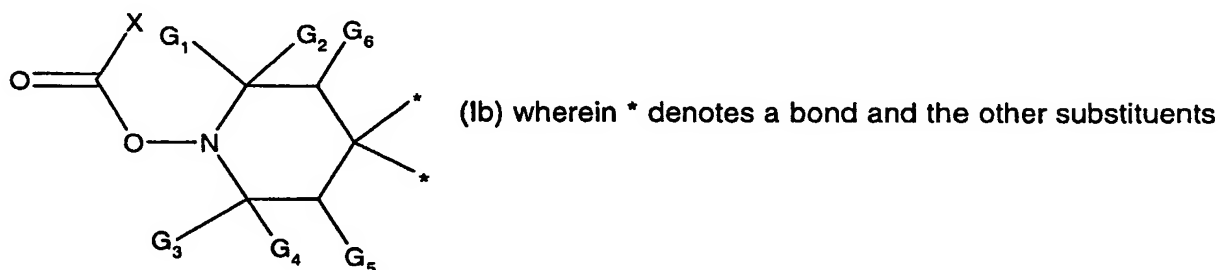 X
G1 G2 G6
O
*
(Ib) wherein * denotes a bond and the other substituents
O N
*
G3 G4 G5